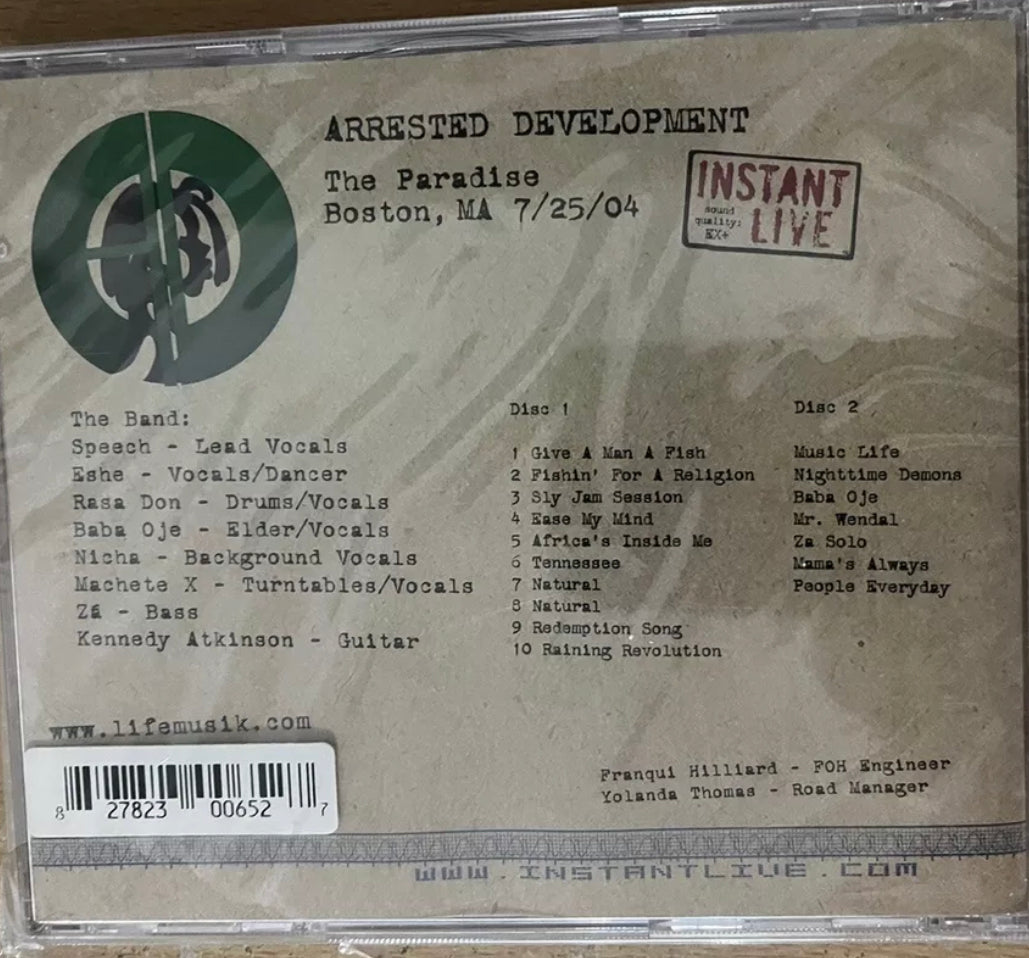 ARRESTED DEVELOPMENT
The Paradise
Boston, MA 7/25/04
INSTANT
sound
quality:
EX+
LIVE
The Band:
Speech - Lead Vocals
Eshe - Vocals/Dancer
Rasa Don - Drums/Vocals
Baba Oje - Elder/Vocals
Nicha - Background Vocals
Machete X - Turntables/Vocals
Zá - Bass
Kennedy Atkinson - Guitar
Disc 1
1 Give A Man A Fish
2 Fishin' For A Religion
3 Sly Jam Session
4 Ease My Mind
5 Africa's Inside Me
6 Tennessee
7 Natural
8 Natural
9 Redemption Song
10 Raining Revolution
Disc 2
Music Life
Nighttime Demons
Baba Oje
Mr. Wendal
Za Solo
Mama's Always
People Everyday
www.lifemusik.com
8 27823 00652 7
Franqui Hilliard - FOH Engineer
Yolanda Thomas - Road Manager
WWW.INSTANTLIVE.COM